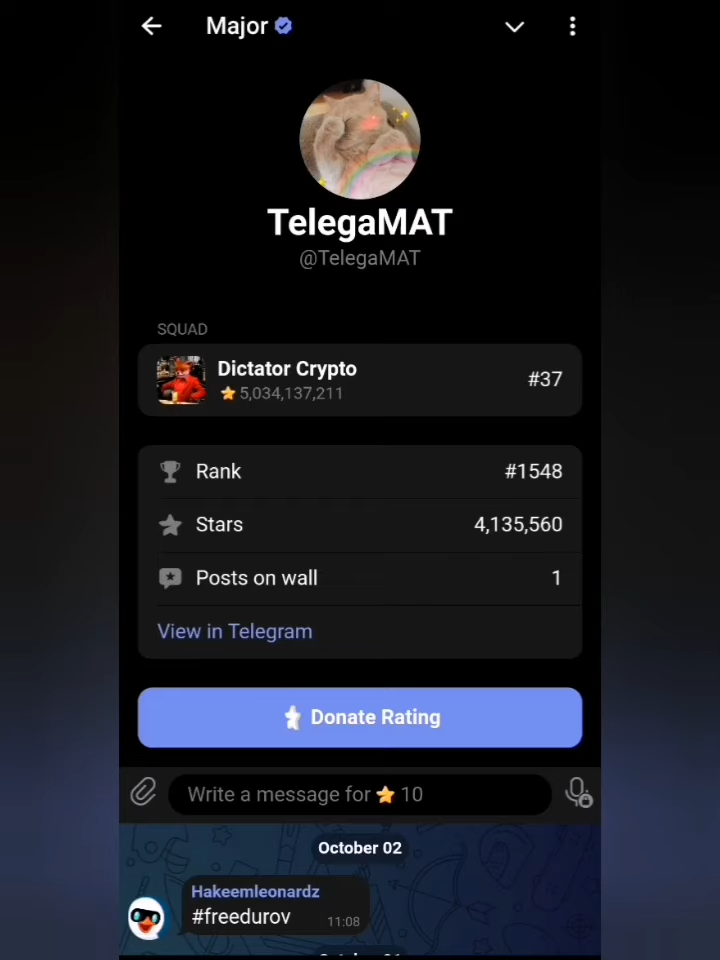 Major
TelegaMAT
@TelegaMAT
SQUAD
Dictator Crypto
5,034,137,211
#37
Rank
#1548
Stars
4,135,560
Posts on wall
1
View in Telegram
Donate Rating
Write a message for ⭐ 10
October 02
Hakeemleonardz
#freedurov
11:08